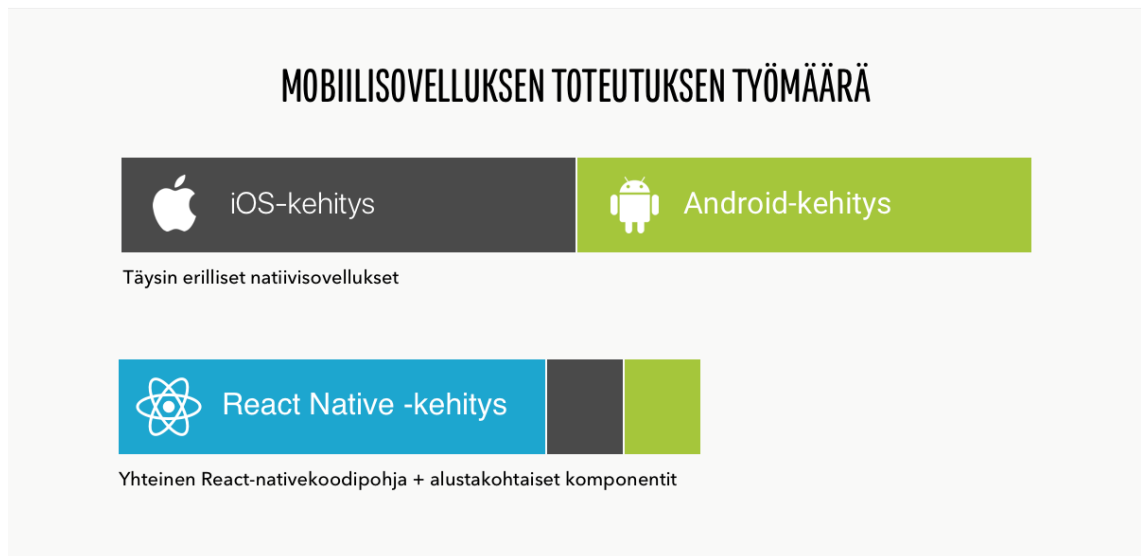 MOBIILISOVELLUKSEN TOTEUTUKSEN TYÖMÄÄRÄ
iOS-kehitys
Android-kehitys
Täysin erilliset natiivisovellukset
React Native -kehitys
Yhteinen React-nativekoodipohja + alustakohtaiset komponentit